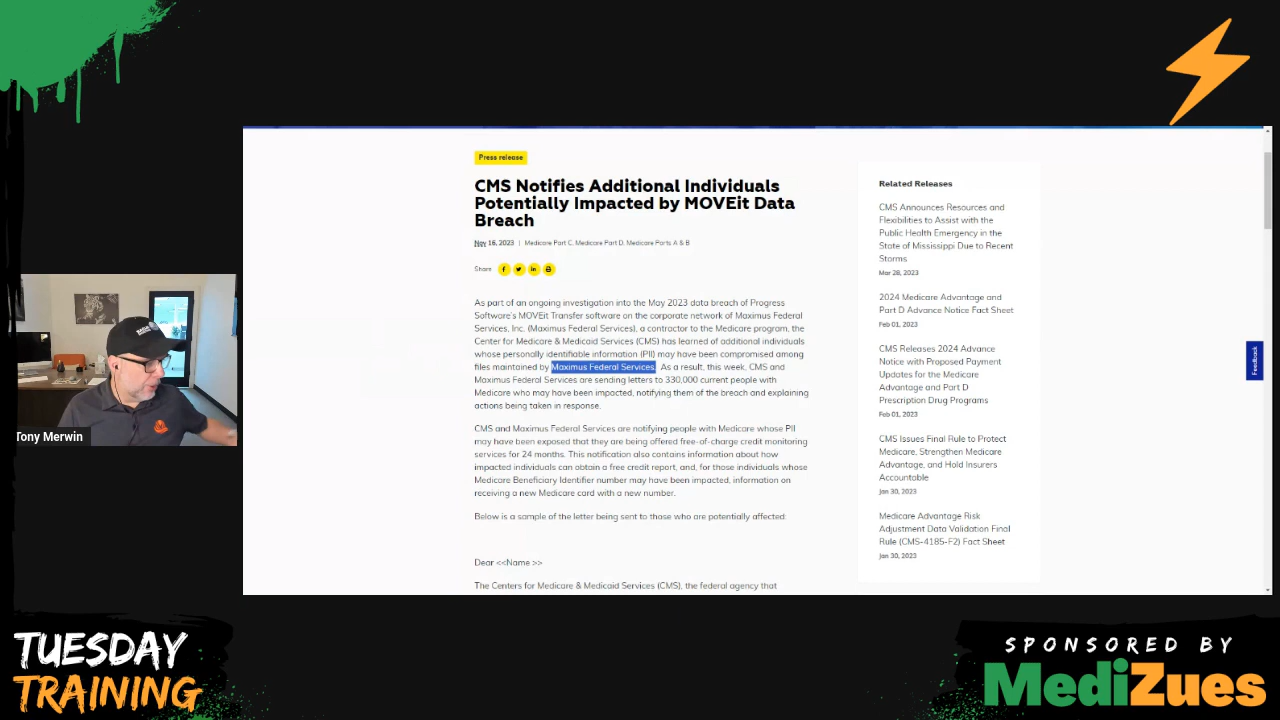 Press release
CMS Notifies Additional Individuals
Potentially Impacted by MOVEit Data
Breach
Nov 16, 2023 | Medicare Part C, Medicare Part D, Medicare Parts A & B
Share
As part of an ongoing investigation into the May 2023 data breach of Progress
Software's MOVEit Transfer software on the corporate network of Maximus Federal
Services, Inc. (Maximus Federal Services), a contractor to the Medicare program, the
Center for Medicare & Medicaid Services (CMS) has learned of additional individuals
whose personally identifiable information (PII) may have been compromised among
files maintained by Maximus Federal Services. As a result, this week, CMS and
Maximus Federal Services are sending letters to 330,000 current people with
Medicare who may have been impacted, notifying them of the breach and explaining
actions being taken in response.
CMS and Maximus Federal Services are notifying people with Medicare whose PII
may have been exposed that they are being offered free-of-charge credit monitoring
services for 24 months. This notification also contains information about how
impacted individuals can obtain a free credit report, and, for those individuals whose
Medicare Beneficiary Identifier number may have been impacted, information on
receiving a new Medicare card with a new number.
Below is a sample of the letter being sent to those who are potentially affected:
Dear <<Name >>
The Centers for Medicare & Medicaid Services (CMS), the federal agency that
Related Releases
CMS Announces Resources and
Flexibilities to Assist with the
Public Health Emergency in the
State of Mississippi Due to Recent
Storms
Mar 28, 2023
2024 Medicare Advantage and
Part D Advance Notice Fact Sheet
Feb 01, 2023
CMS Releases 2024 Advance
Notice with Proposed Payment
Updates for the Medicare
Advantage and Part D
Prescription Drug Programs
Feb 01, 2023
CMS Issues Final Rule to Protect
Medicare, Strengthen Medicare
Advantage, and Hold Insurers
Accountable
Jan 30, 2023
Medicare Advantage Risk
Adjustment Data Validation Final
Rule (CMS-4185-F2) Fact Sheet
Jan 30, 2023
Feedback
Tony Merwin
TUESDAY
TRAINING
SPONSORED BY
MediZues